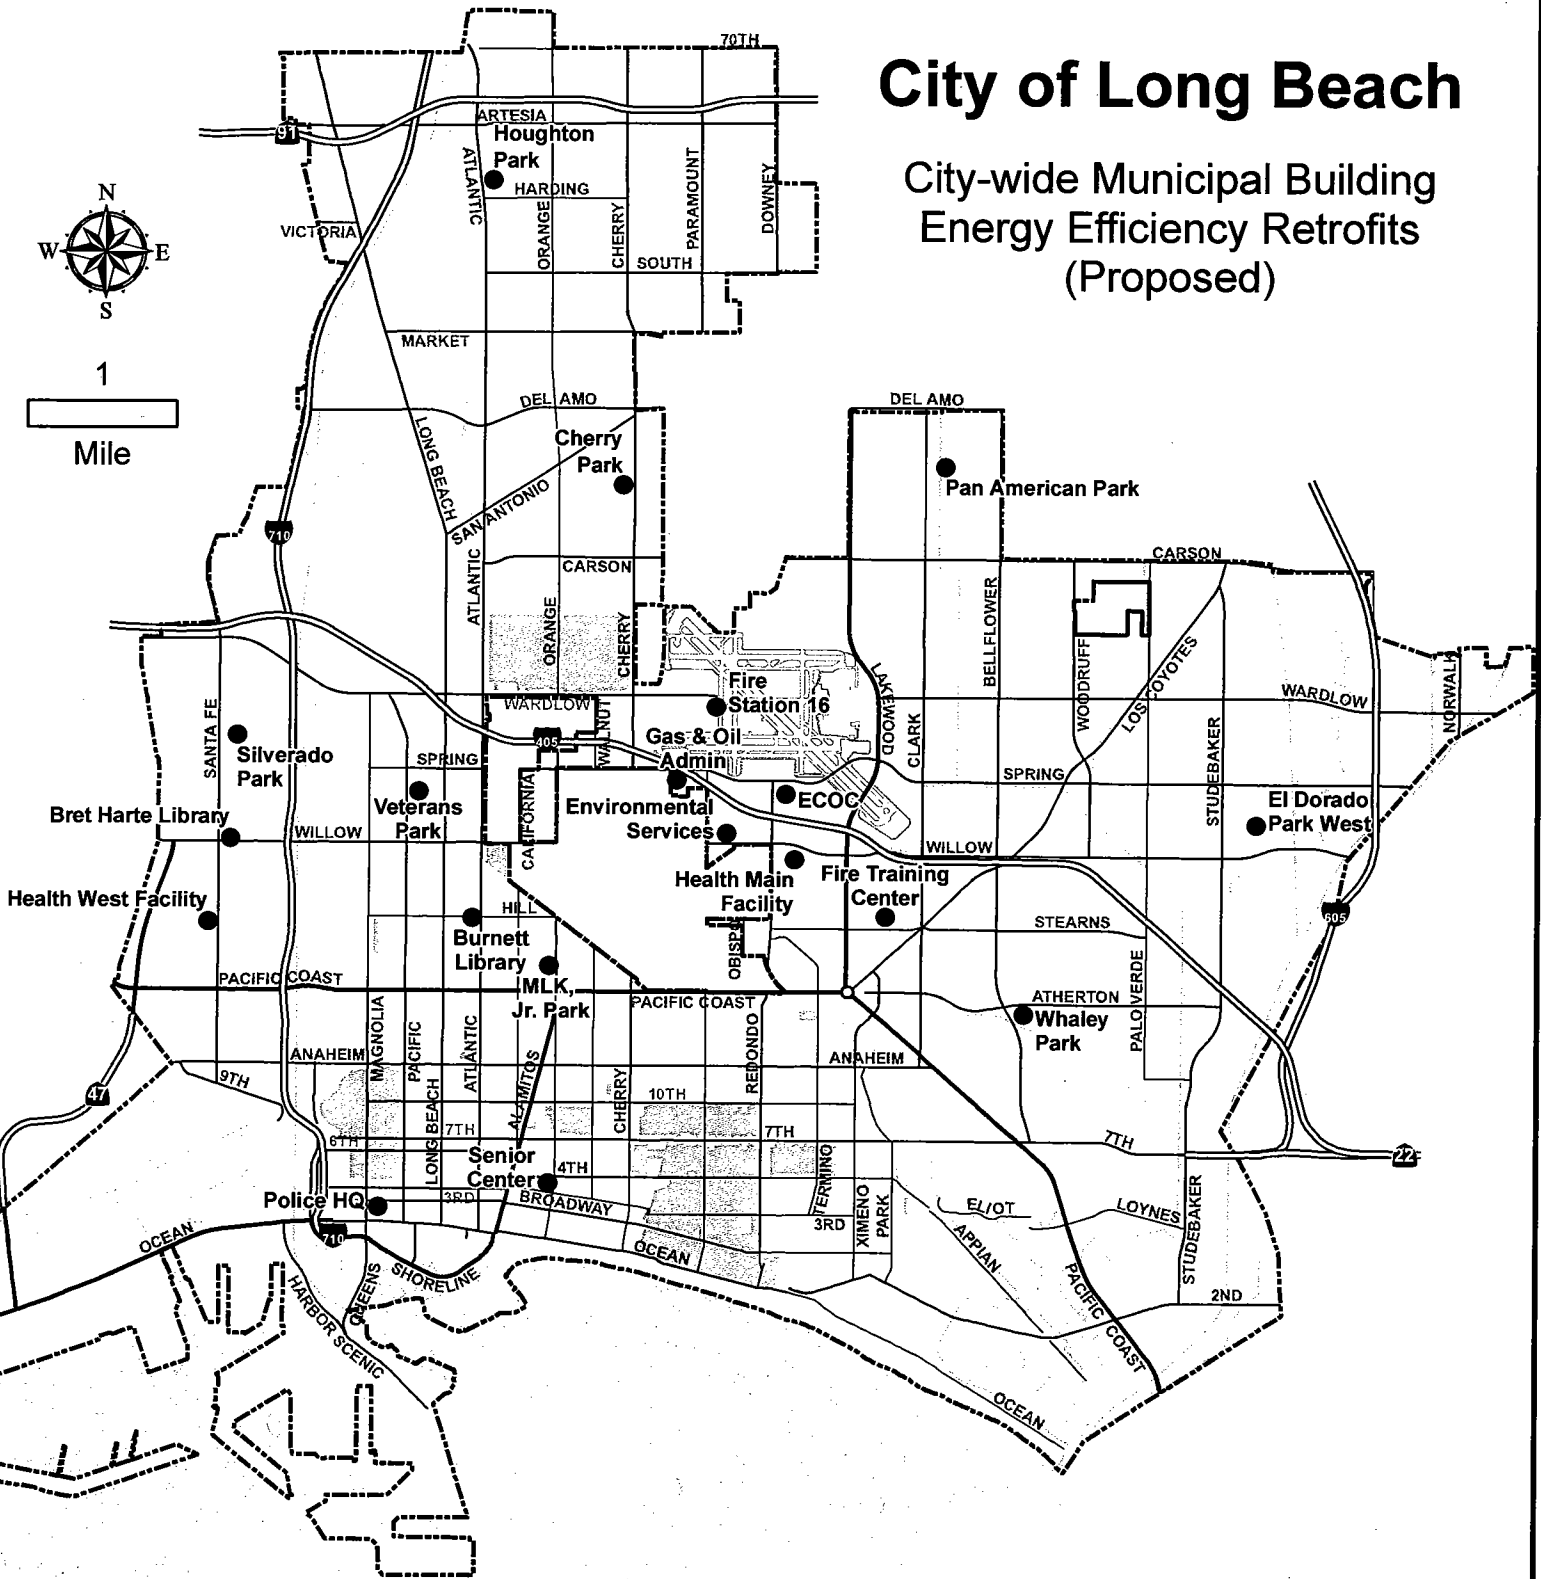 City of Long Beach
City-wide Municipal Building
Energy Efficiency Retrofits
(Proposed)
N
W
E
S
1
Mile
70TH
91
ARTESIA
Houghton
Park
ATLANTIC
HARDING
ORANGE
CHERRY
PARAMOUNT
DOWNEY
VICTORIA
SOUTH
MARKET
DEL AMO
DEL AMO
LONG BEACH
Cherry
Park
SAN ANTONIO
Pan American Park
710
CARSON
CARSON
ATLANTIC
ORANGE
CHERRY
BELLFLOWER
WOODRUFF
LOS COYOTES
LAKEWOOD
CLARK
NORWALK
SANTA FE
WARDLOW
WALNUT
Fire
Station 16
WARDLOW
STUDEBAKER
Silverado
Park
405
Gas & Oil
Admin
SPRING
SPRING
CALIFORNIA
Veterans
Park
Environmental
Services
ECOC
El Dorado
Park West
Bret Harte Library
WILLOW
WILLOW
Health Main
Facility
Fire Training
Center
Health West Facility
HILL
Burnett
Library
OBISPO
STEARNS
605
PALO VERDE
PACIFIC COAST
MLK,
Jr. Park
PACIFIC COAST
ATHERTON
Whaley
Park
MAGNOLIA
PACIFIC
ATLANTIC
REDONDO
ANAHEIM
ANAHEIM
9TH
47
LONG BEACH
ALAMITOS
CHERRY
10TH
6TH
7TH
7TH
7TH
22
Senior
Center
4TH
TERMINO
Police HQ
3RD
BROADWAY
3RD
XIMENO
PARK
ELIOT
LOYNES
STUDEBAKER
710
OCEAN
OCEAN
APPIAN
SHORELINE
QUEENS
HARBOR SCENIC
PACIFIC COAST
2ND
OCEAN